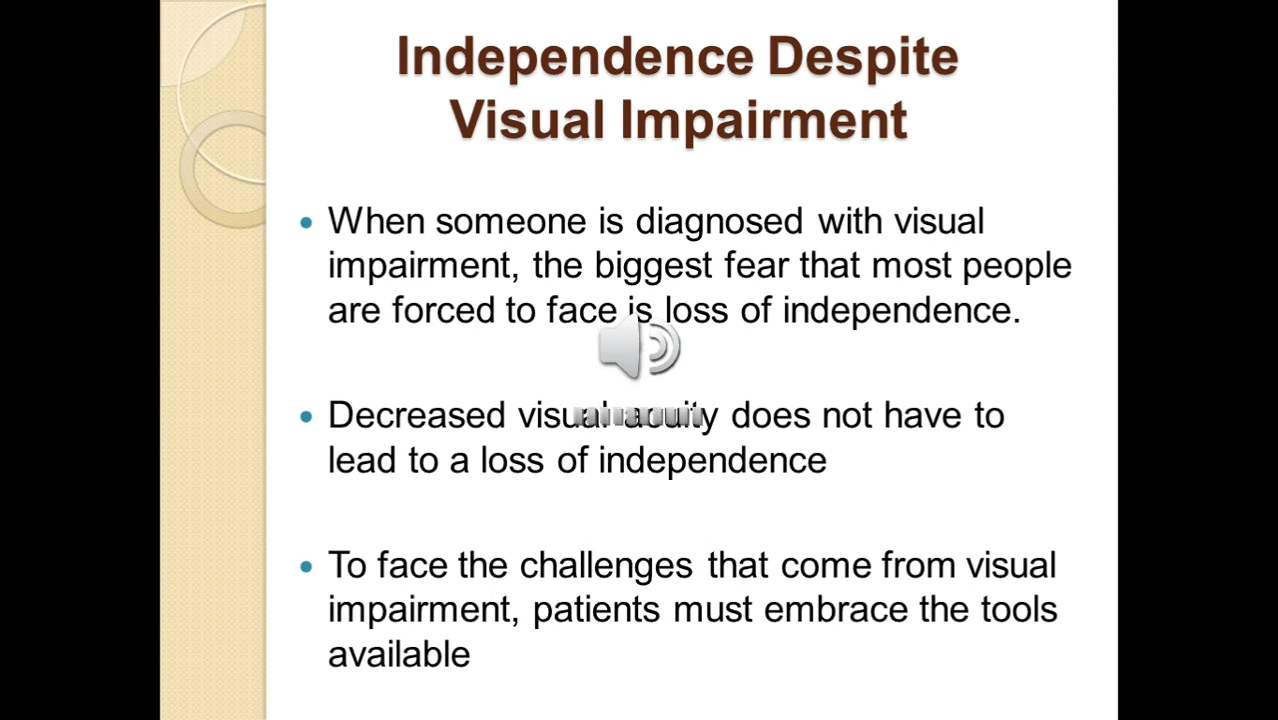 Independence Despite
Visual Impairment
• When someone is diagnosed with visual
impairment, the biggest fear that most people
are forced to face is loss of independence.
• Decreased visual acuity does not have to
lead to a loss of independence
• To face the challenges that come from visual
impairment, patients must embrace the tools
available